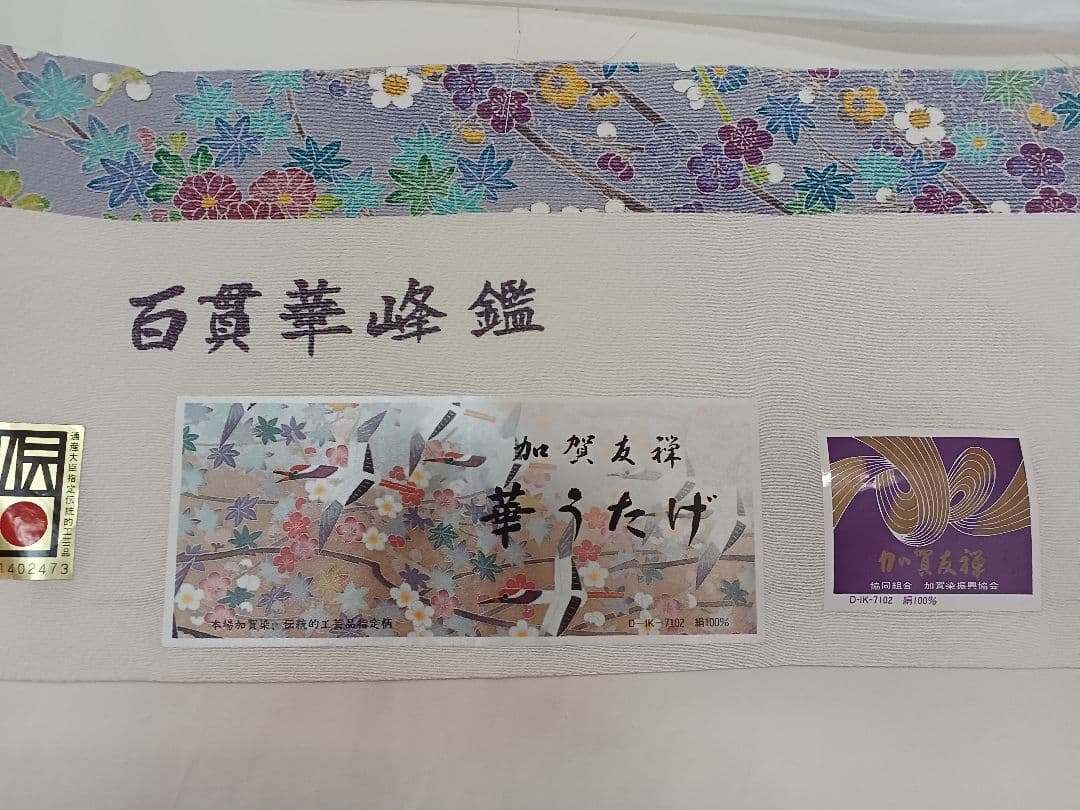 百貫華峰鑑
伝
通産大臣指定伝統的工芸品
1402473
加賀友禅
華うたげ
本場加賀染、伝統的工芸品指定柄
D-IK-7102 絹100%
加賀友禅
協同組合 加賀染振興協会
D-IK-7102 絹100%